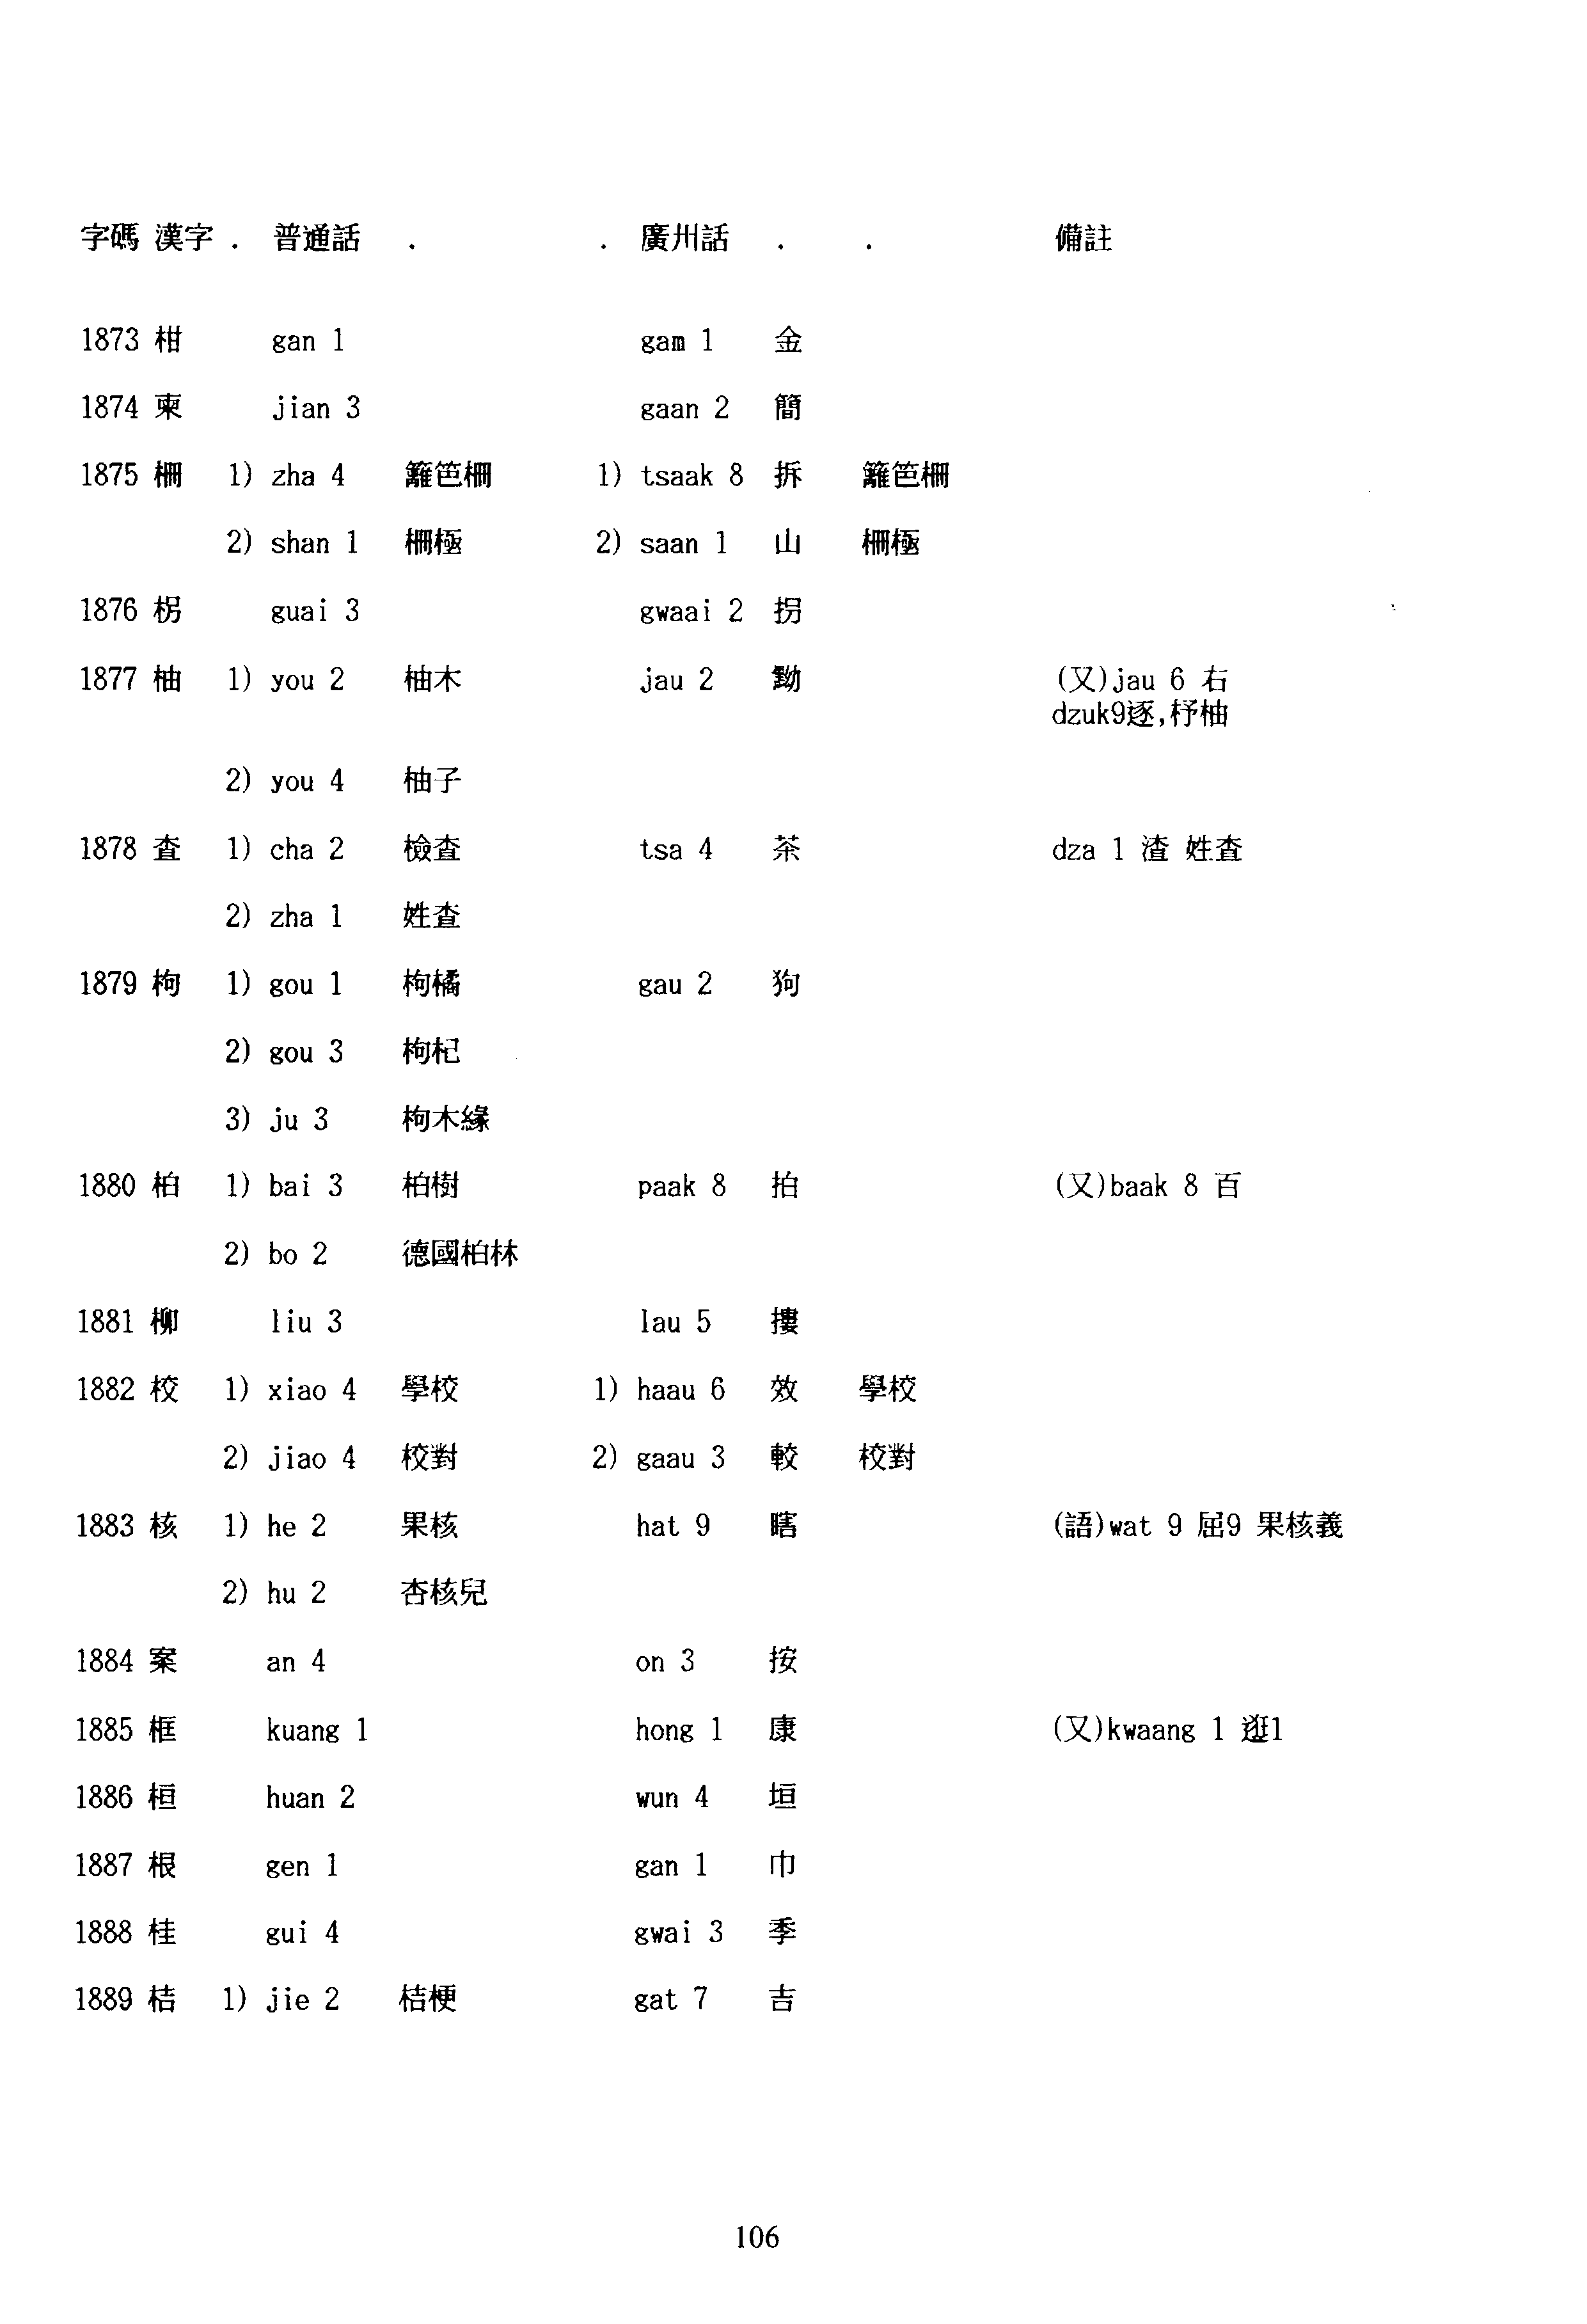 字碼 漢字 . 普通話 . . 廣州話 . . 備註
1873 柑 gan 1 gam 1 金
1874 柬 jian 3 gaan 2 簡
1875 柵 1) zha 4 籬笆柵 1) tsaak 8 拆 籬笆柵
2) shan 1 柵極 2) saan 1 山 柵極
1876 柺 guai 3 gwaai 2 拐
1877 柚 1) you 2 柚木 jau 2 黝 (又)jau 6 右
dzuk9逐,杼柚
2) you 4 柚子
1878 査 1) cha 2 檢査 tsa 4 茶 dza 1 渣 姓査
2) zha 1 姓査
1879 枸 1) gou 1 枸橘 gau 2 狗
2) gou 3 枸杞
3) ju 3 枸木緣
1880 柏 1) bai 3 柏樹 paak 8 拍 (又)baak 8 百
2) bo 2 德國柏林
1881 柳 liu 3 lau 5 摟
1882 校 1) xiao 4 學校 1) haau 6 效 學校
2) jiao 4 校對 2) gaau 3 較 校對
1883 核 1) he 2 果核 hat 9 瞎 (語)wat 9 屈9 果核義
2) hu 2 杏核兒
1884 案 an 4 on 3 按
1885 框 kuang 1 hong 1 康 (又)kwaang 1 逛1
1886 桓 huan 2 wun 4 垣
1887 根 gen 1 gan 1 巾
1888 桂 gui 4 gwai 3 季
1889 桔 1) jie 2 桔梗 gat 7 吉
106